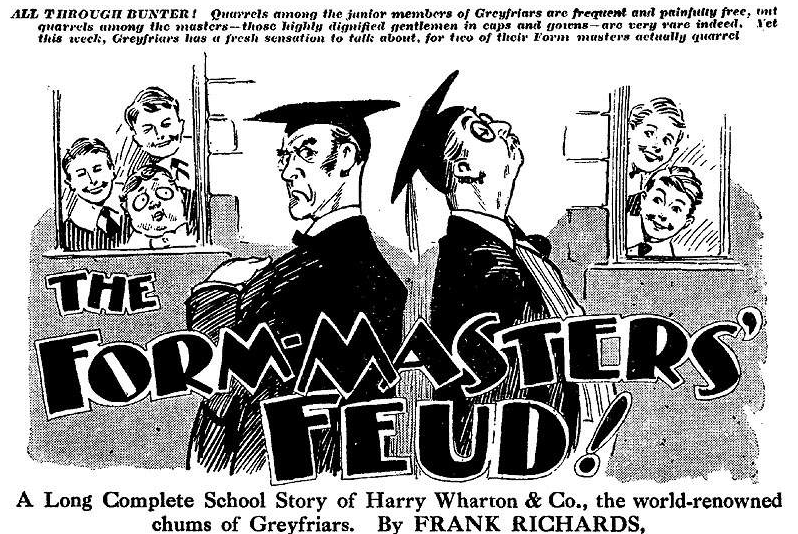 ALL THROUGH BUNTER! Quarrels among the junior members of Greyfriars are frequent and painfully free, but
quarrels among the masters—those highly dignified gentlemen in caps and gowns—are very rare indeed. Yet
this week, Greyfriars has a fresh sensation to talk about, for two of their Form masters actually quarrel
THE
FORM-MASTERS'
FEUD!
A Long Complete School Story of Harry Wharton & Co., the world-renowned
chums of Greyfriars. By FRANK RICHARDS,